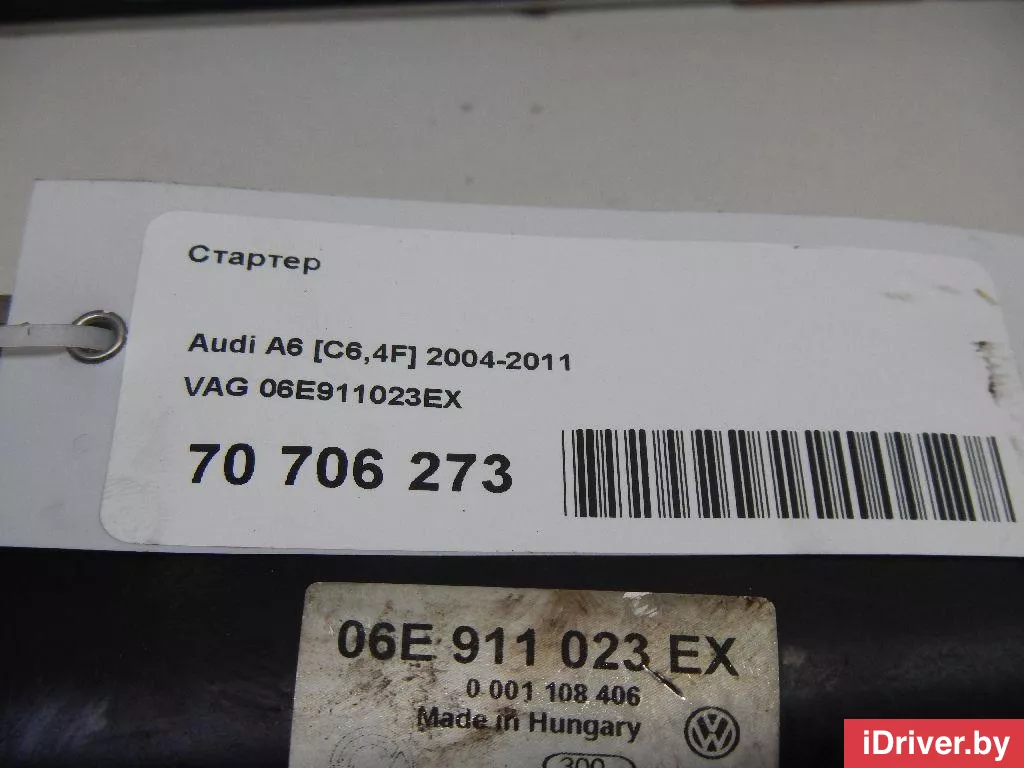 Стартер
Audi A6 [C6,4F] 2004-2011
VAG 06E911023EX
70 706 273
06E 911 023 EX
0 001 108 406
Made in Hungary
300
iDriver.by